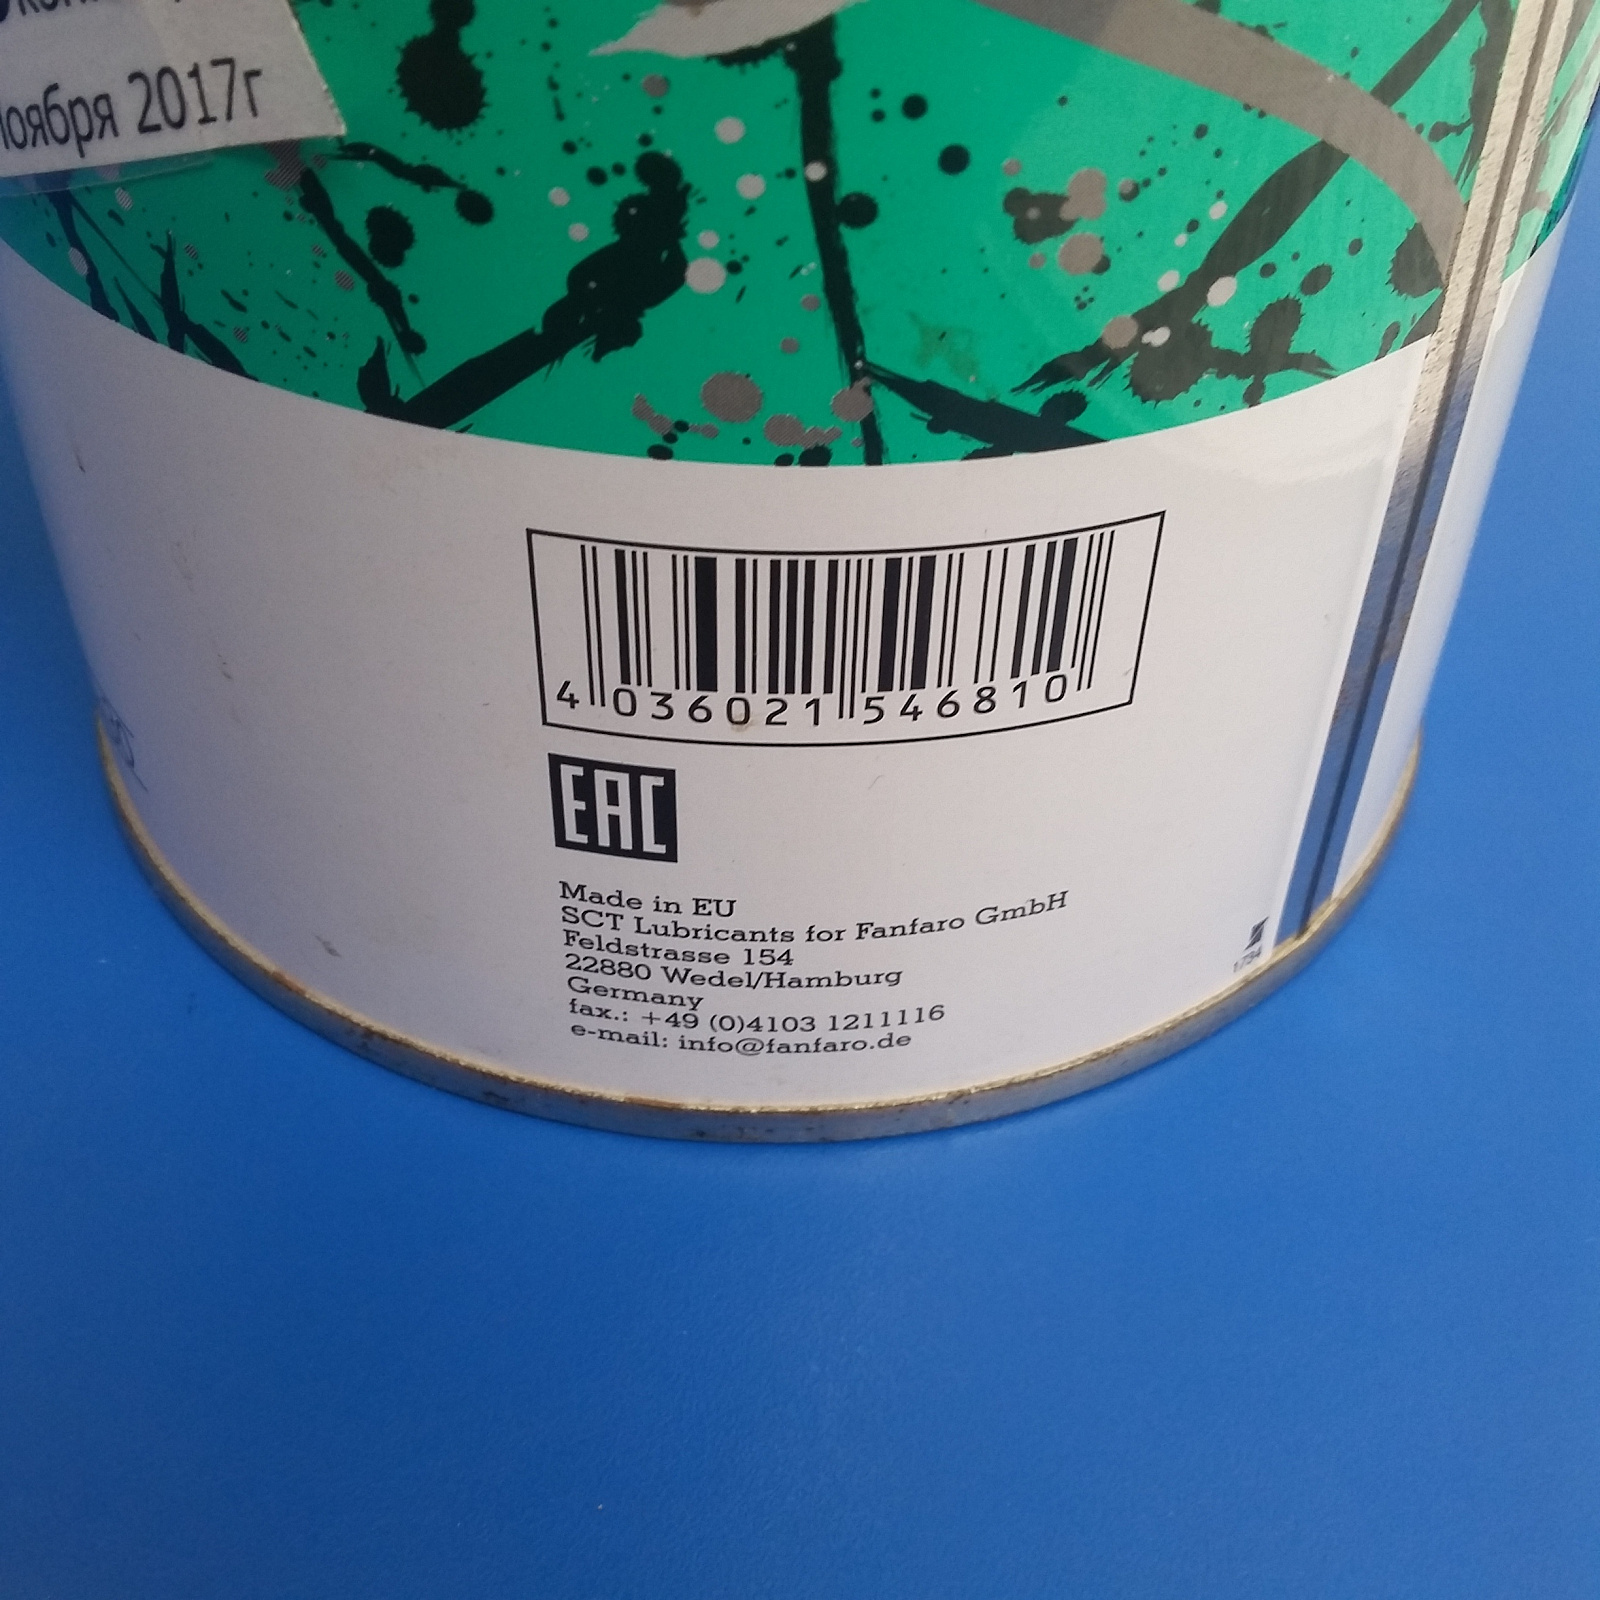 2017г
4 036021 546810
EAC
Made in EU
SCT Lubricants for Fanfaro GmbH
Feldstrasse 154
22880 Wedel/Hamburg
Germany
fax.: +49 (0)4103 1211116
e-mail: info@fanfaro.de
1734